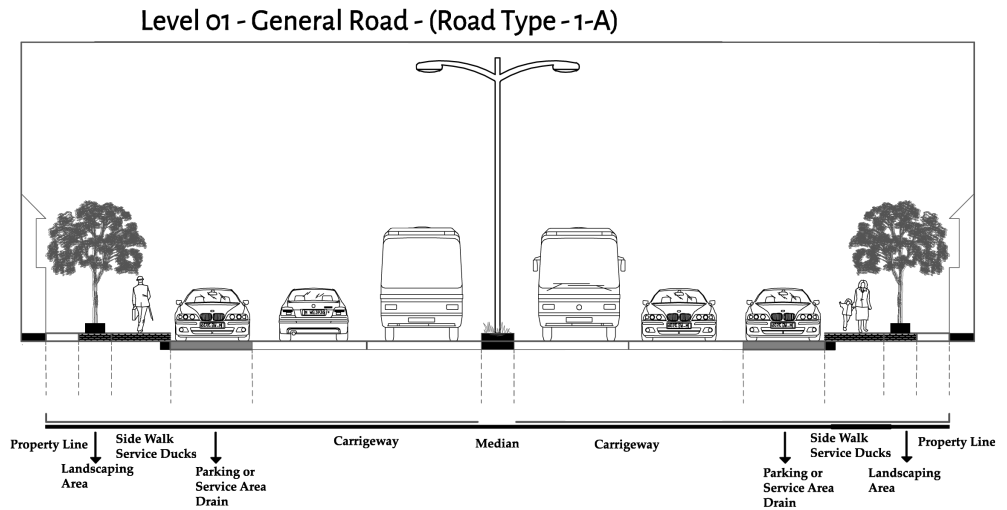 Level 01 - General Road - (Road Type - 1-A)
Property Line
Landscaping
Area
Side Walk
Service Ducks
Parking or
Service Area
Drain
Carrigeway
Median
Carrigeway
Parking or
Service Area
Drain
Side Walk
Service Ducks
Landscaping
Area
Property Line